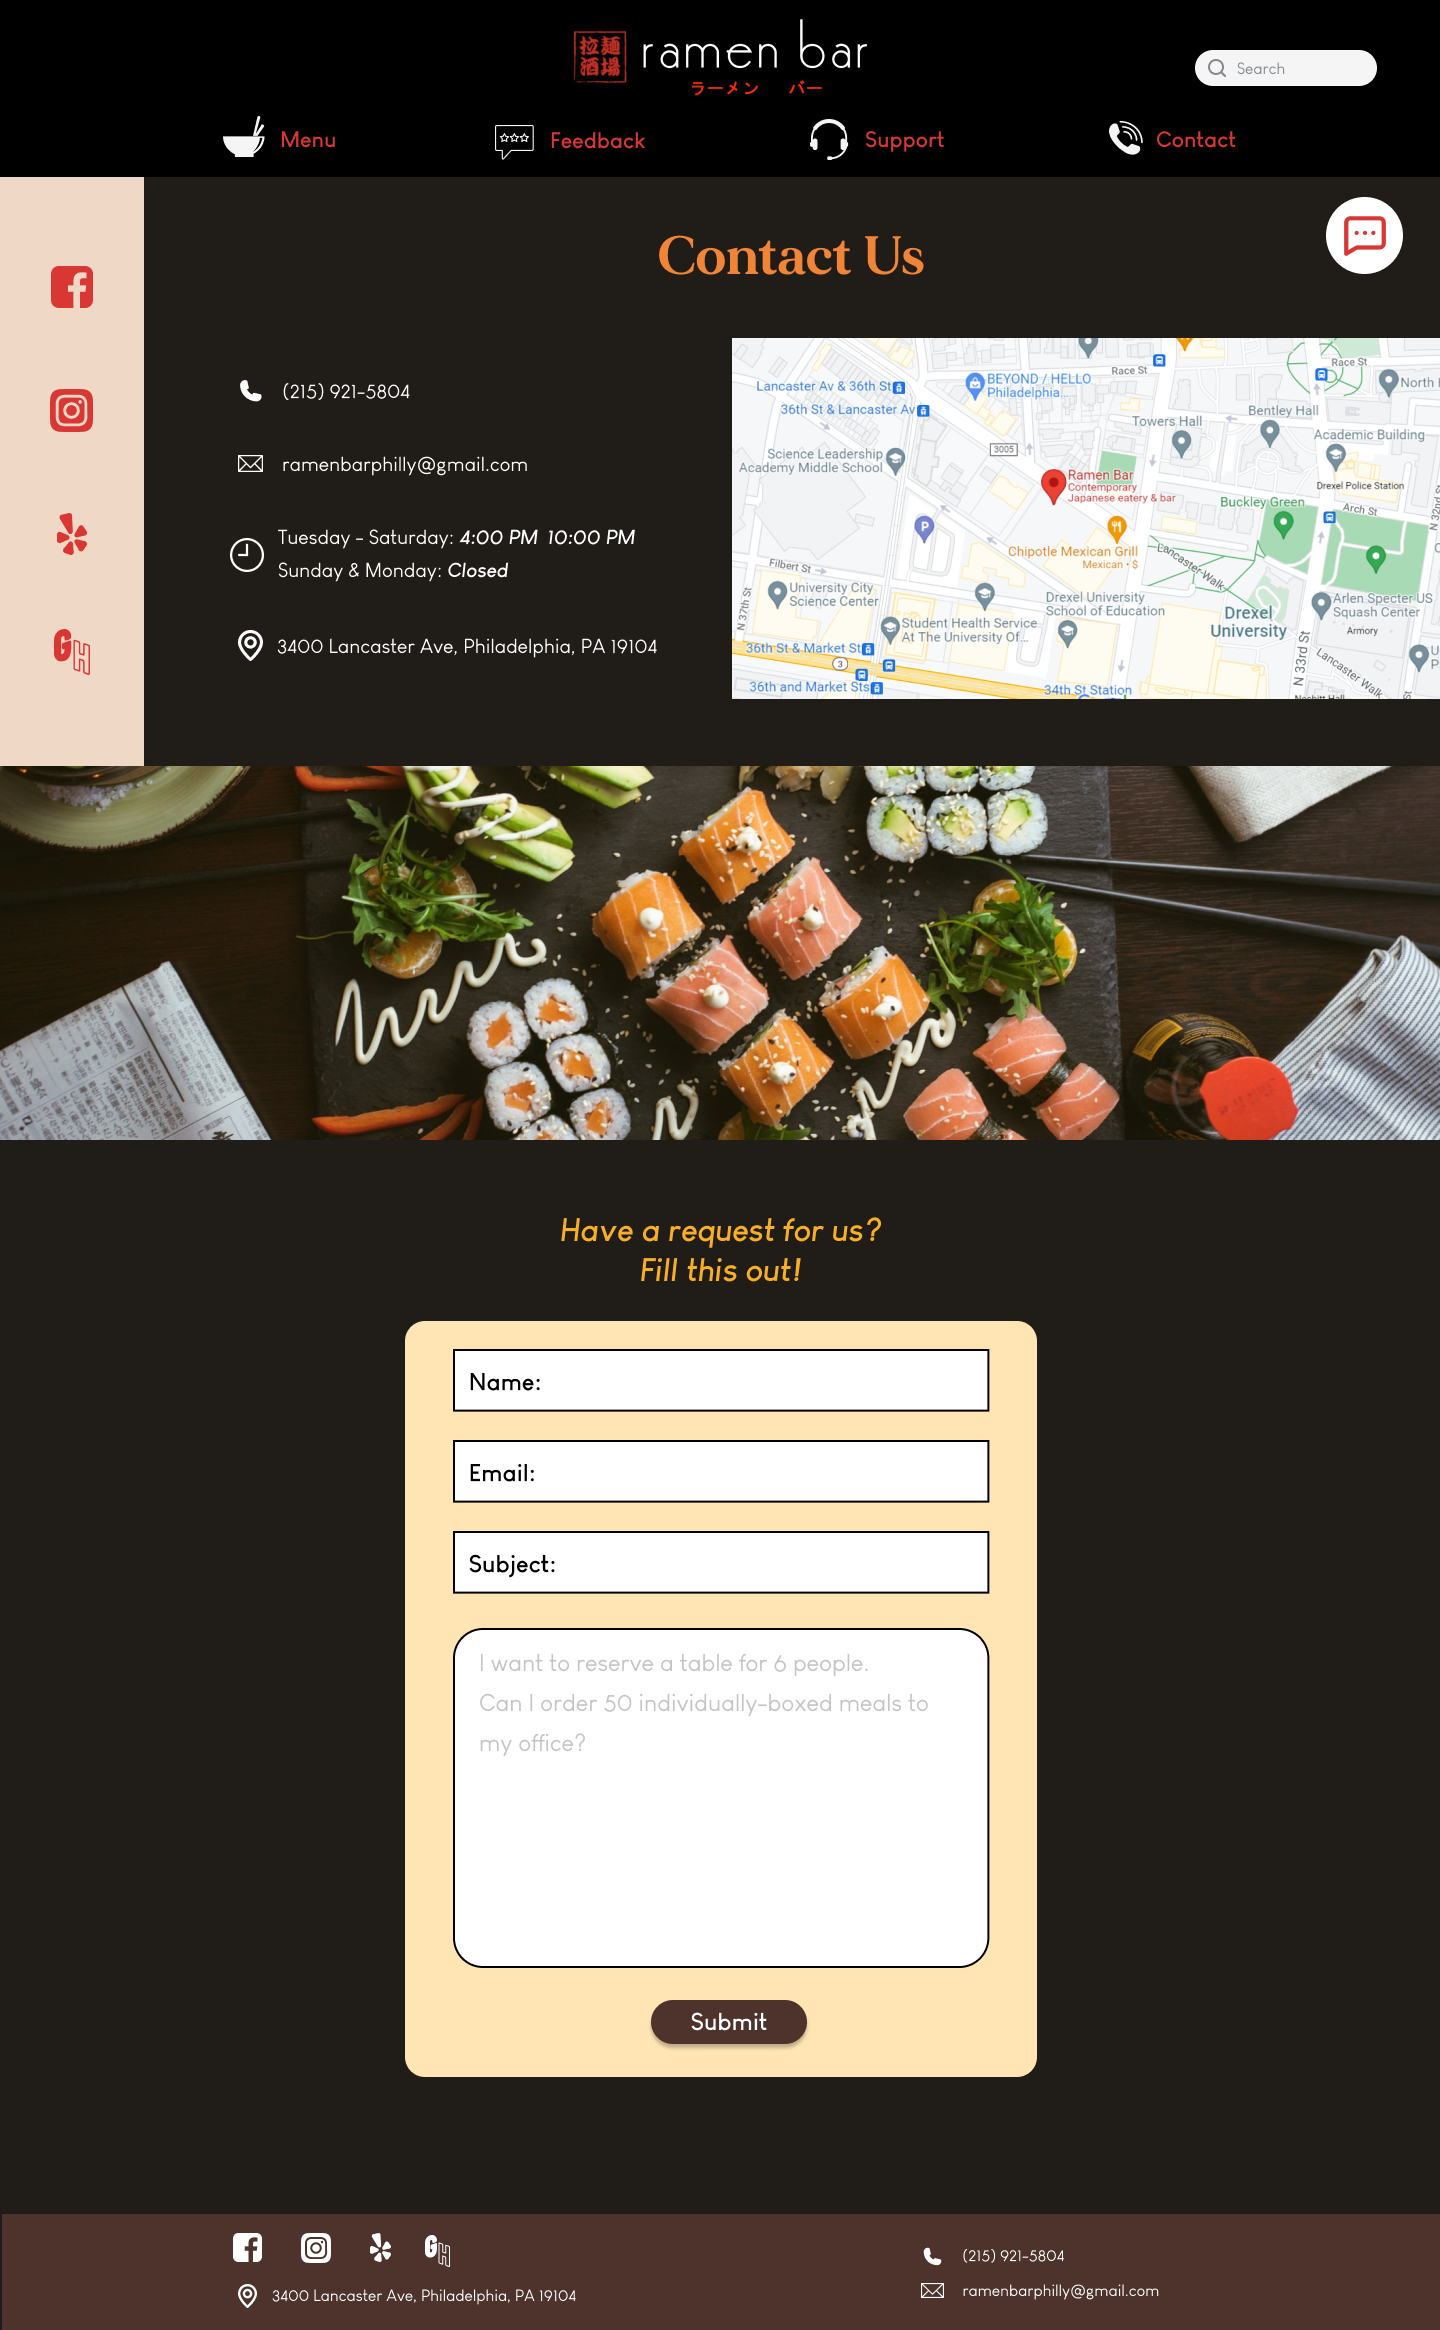 拉麺
酒場
ramen bar
ラーメン バー
Search
Menu
Feedback
Support
Contact
Contact Us
(215) 921-5804
ramenbarphilly@gmail.com
Tuesday - Saturday: 4:00 PM 10:00 PM
Sunday & Monday: Closed
3400 Lancaster Ave, Philadelphia, PA 19104
Race St
Race St
Lancaster Av & 36th St
BEYOND / HELLO
Philadelphia...
North
36th St & Lancaster Av
Bentley Hall
Towers Hall
Academic Building
3005
Science Leadership
Academy Middle School
Ramen Bar
Contemporary
Japanese eatery & bar
Drexel Police Station
Buckley Green
Arch St
N 32nd St
P
Chipotle Mexican Grill
Mexican • $
Lancaster-Walk
Filbert St
N 37th St
University City
Science Center
Drexel University
School of Education
Drexel
University
Arlen Specter US
Squash Center
Student Health Service
At The University Of...
Armory
36th St & Market St
3
N 33rd St
Lancaster Walk
36th and Market Sts
34th St Station
Nesbitt Hall
Have a request for us?
Fill this out!
Name:
Email:
Subject:
I want to reserve a table for 6 people.
Can I order 50 individually-boxed meals to
my office?
Submit
GH
3400 Lancaster Ave, Philadelphia, PA 19104
(215) 921-5804
ramenbarphilly@gmail.com